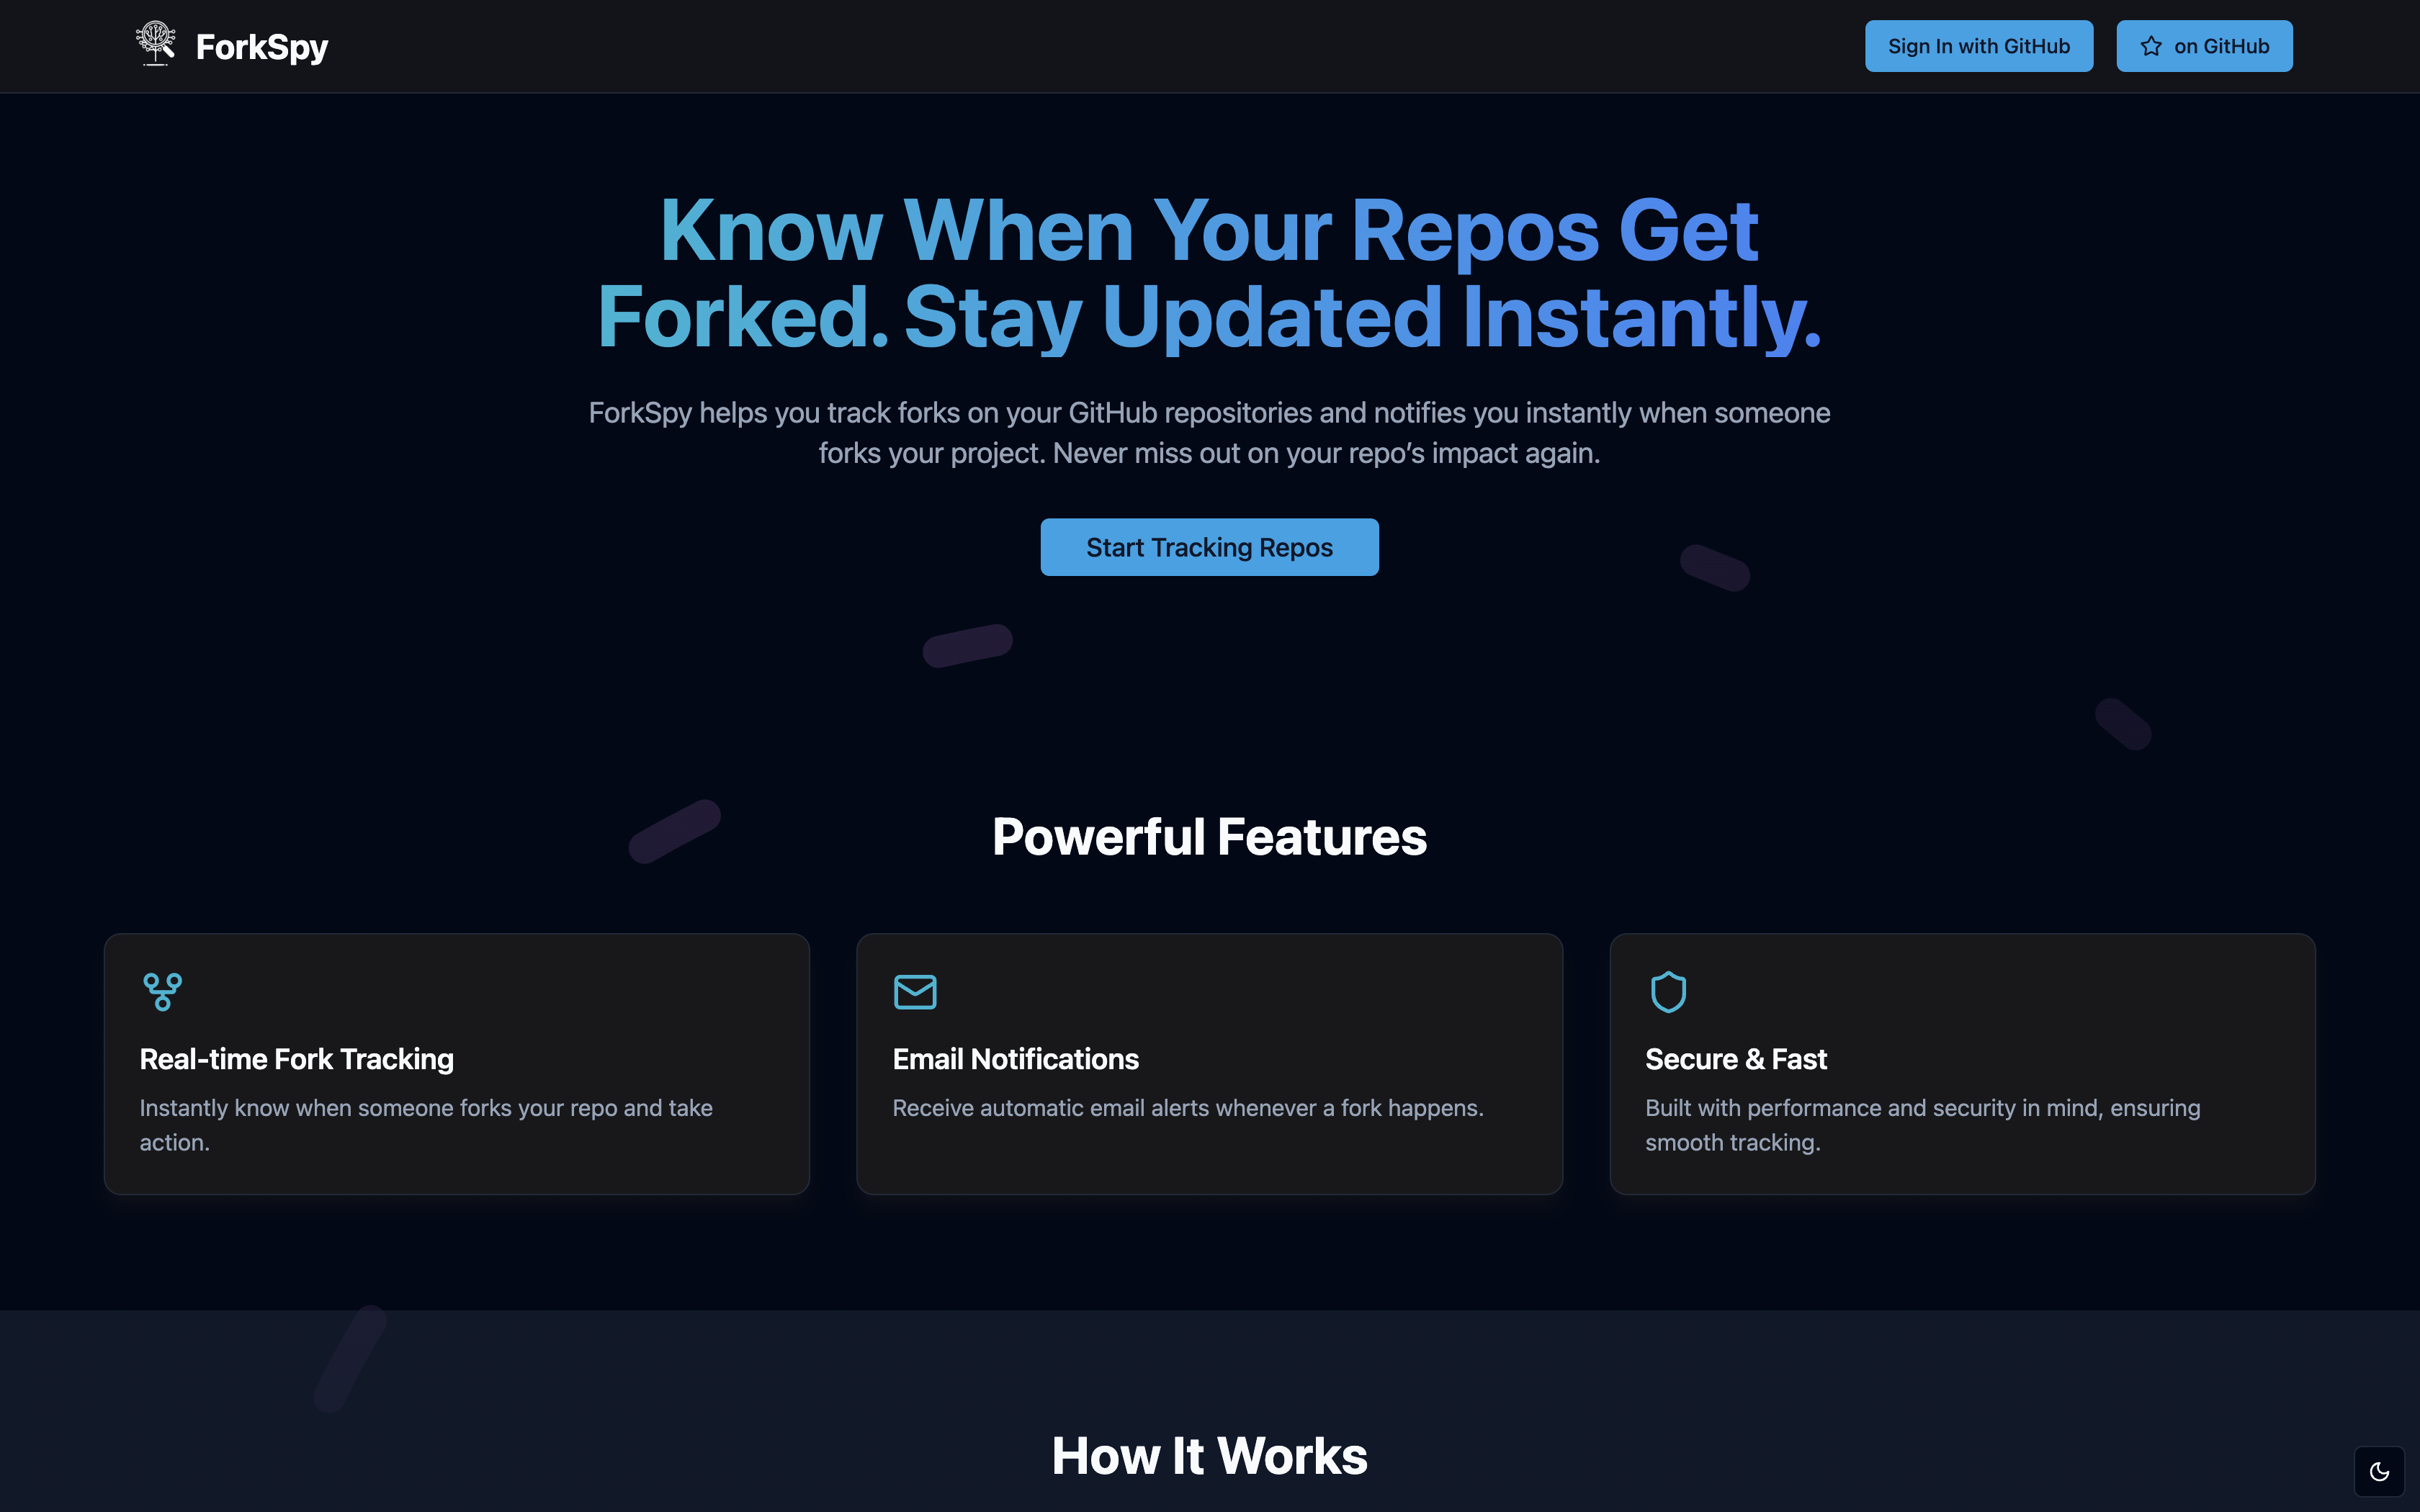 ForkSpy
Sign In with GitHub
on GitHub
Know When Your Repos Get
Forked. Stay Updated Instantly.
ForkSpy helps you track forks on your GitHub repositories and notifies you instantly when someone
forks your project. Never miss out on your repo’s impact again.
Start Tracking Repos
Powerful Features
Real-time Fork Tracking
Instantly know when someone forks your repo and take
action.
Email Notifications
Receive automatic email alerts whenever a fork happens.
Secure & Fast
Built with performance and security in mind, ensuring
smooth tracking.
How It Works